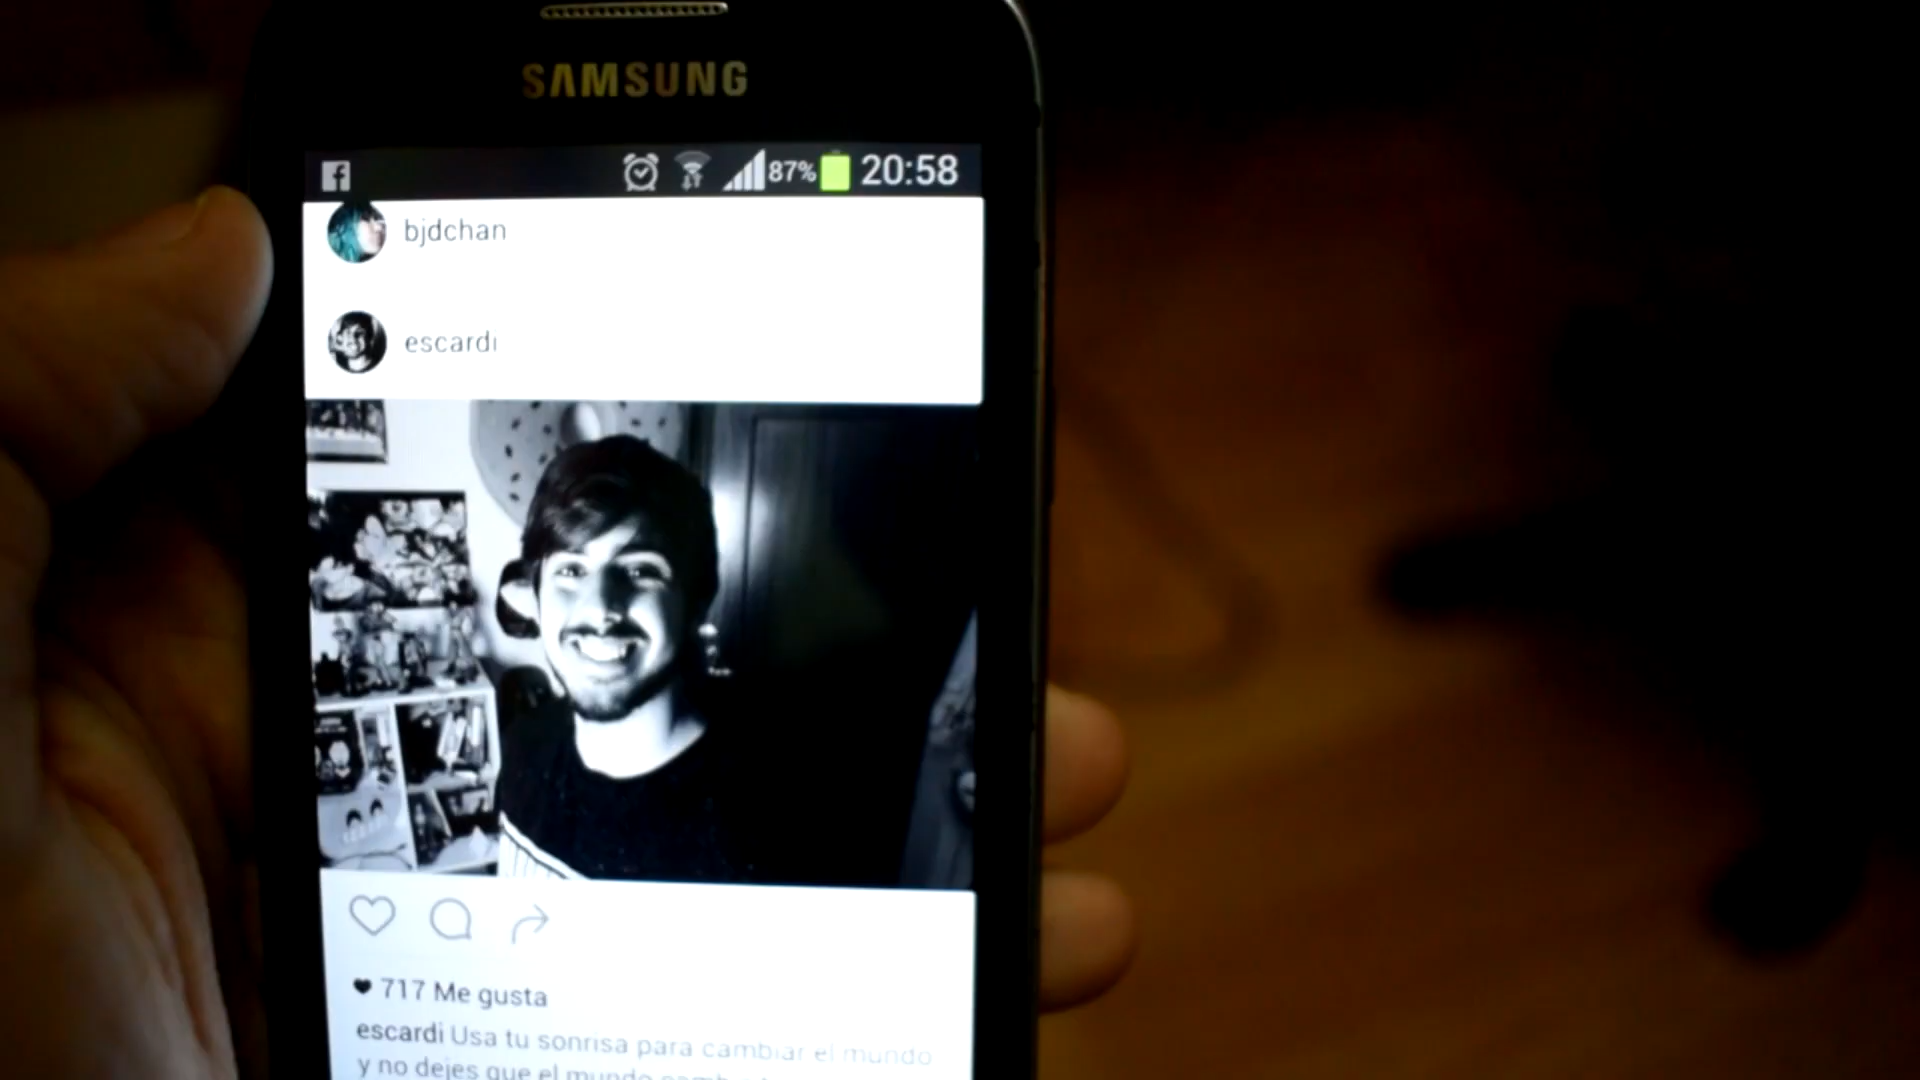 SAMSUNG
87% 20:58
bjdchan
escardi
717 Me gusta
escardi Usa tu sonrisa para cambiar el mundo
y no dejes que el mundo